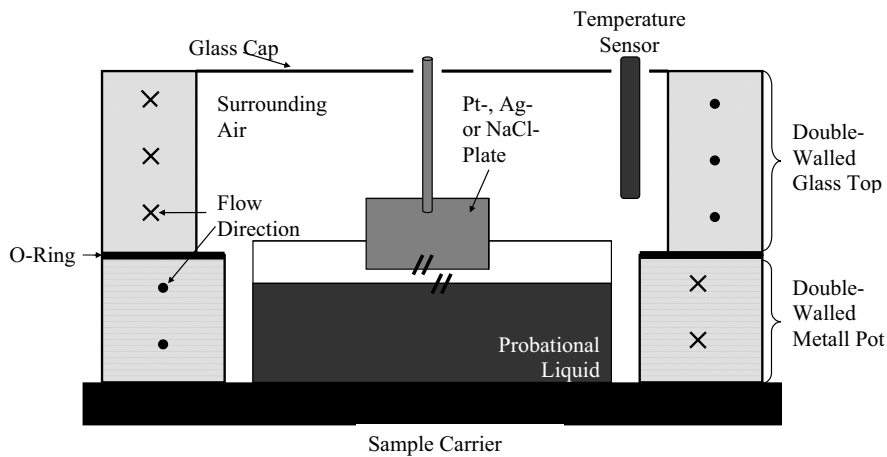 Temperature
Sensor
Glass Cap
Surrounding
Air
Pt-, Ag-
or NaCl-
Plate
Double-
Walled
Glass Top
Flow
Direction
O-Ring
Double-
Walled
Metall Pot
Probational
Liquid
Sample Carrier